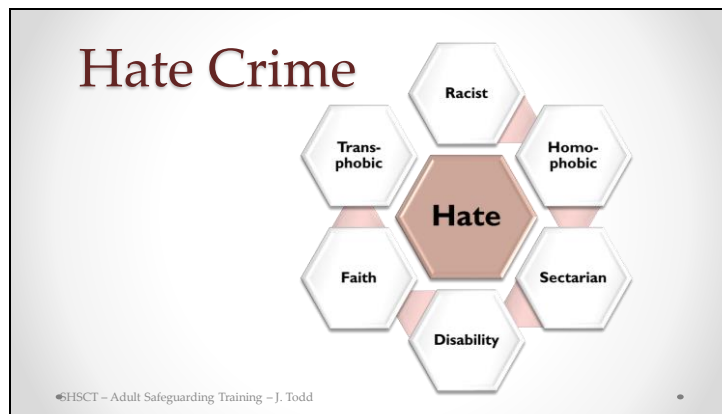 Hate Crime
Racist
Trans-
phobic
Homo-
phobic
Hate
Faith
Sectarian
Disability
SHSCT – Adult Safeguarding Training – J. Todd